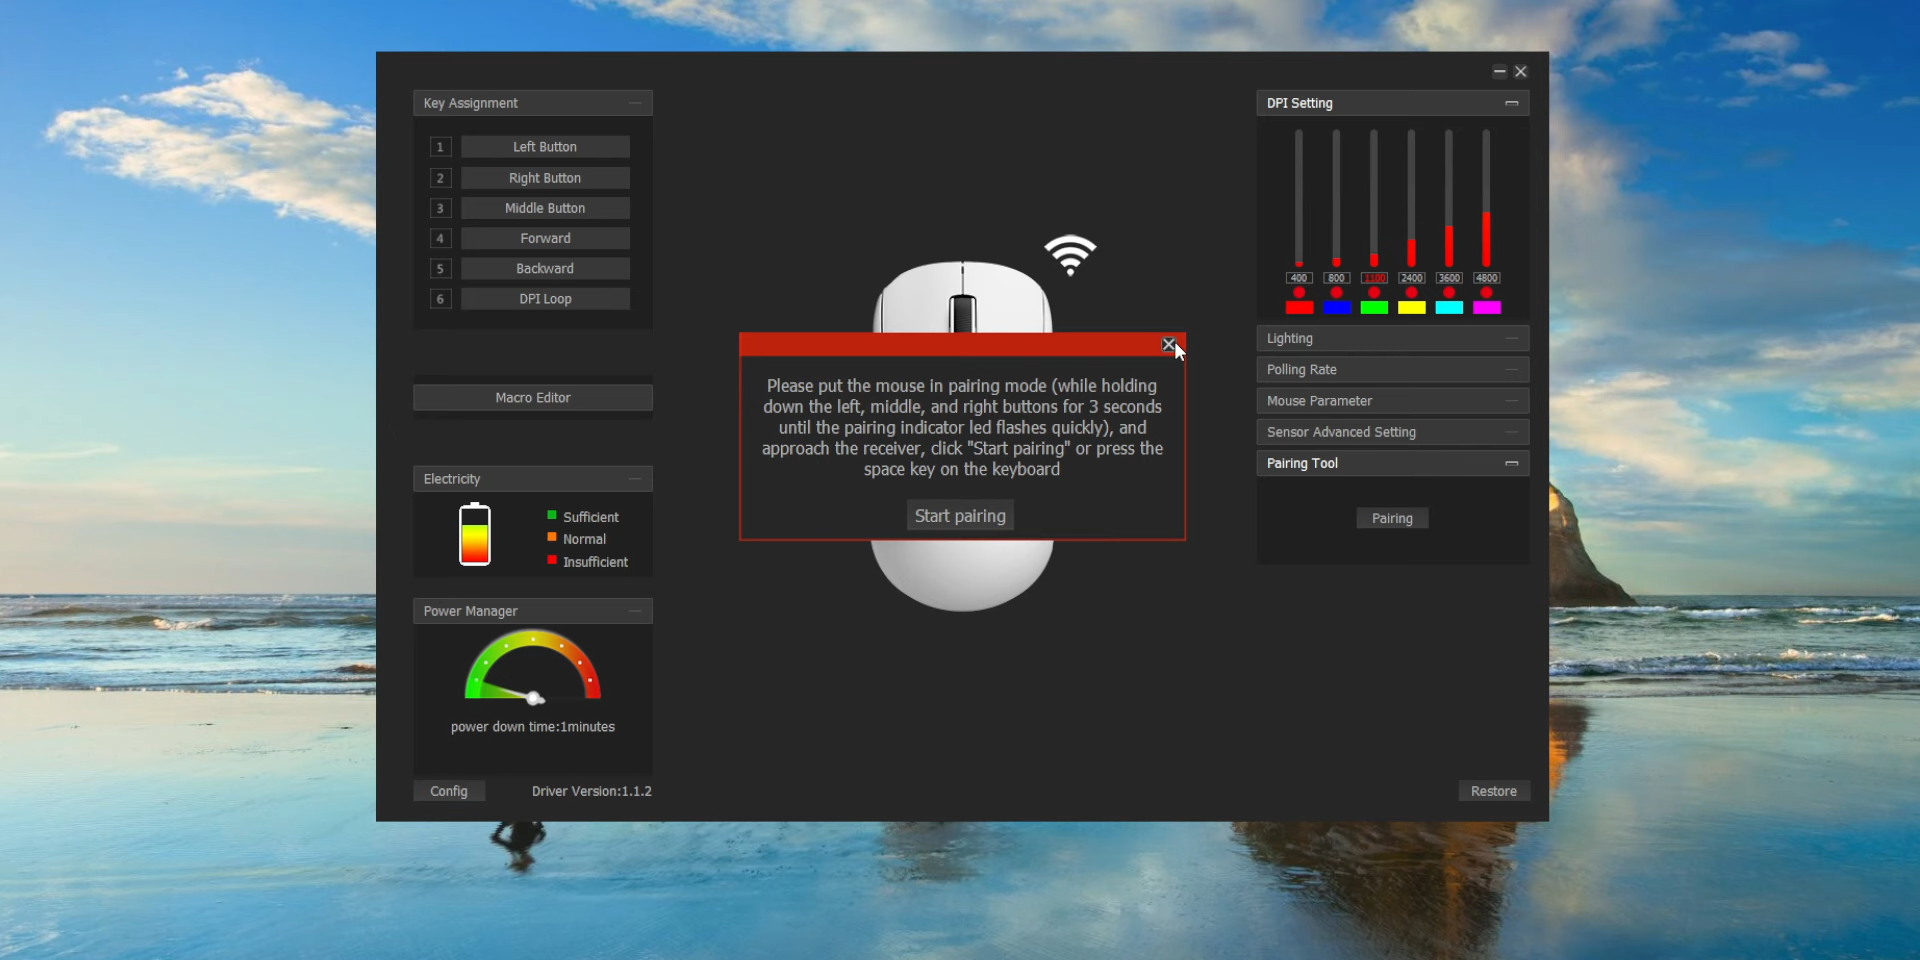 Key Assignment
1 Left Button
2 Right Button
3 Middle Button
4 Forward
5 Backward
6 DPI Loop
Macro Editor
Electricity
Sufficient
Normal
Insufficient
Power Manager
power down time:1minutes
Config
Driver Version:1.1.2
Please put the mouse in pairing mode (while holding
down the left, middle, and right buttons for 3 seconds
until the pairing indicator led flashes quickly), and
approach the receiver, click "Start pairing" or press the
space key on the keyboard
Start pairing
DPI Setting
400 800 1100 2400 3600 4800
Lighting
Polling Rate
Mouse Parameter
Sensor Advanced Setting
Pairing Tool
Pairing
Restore